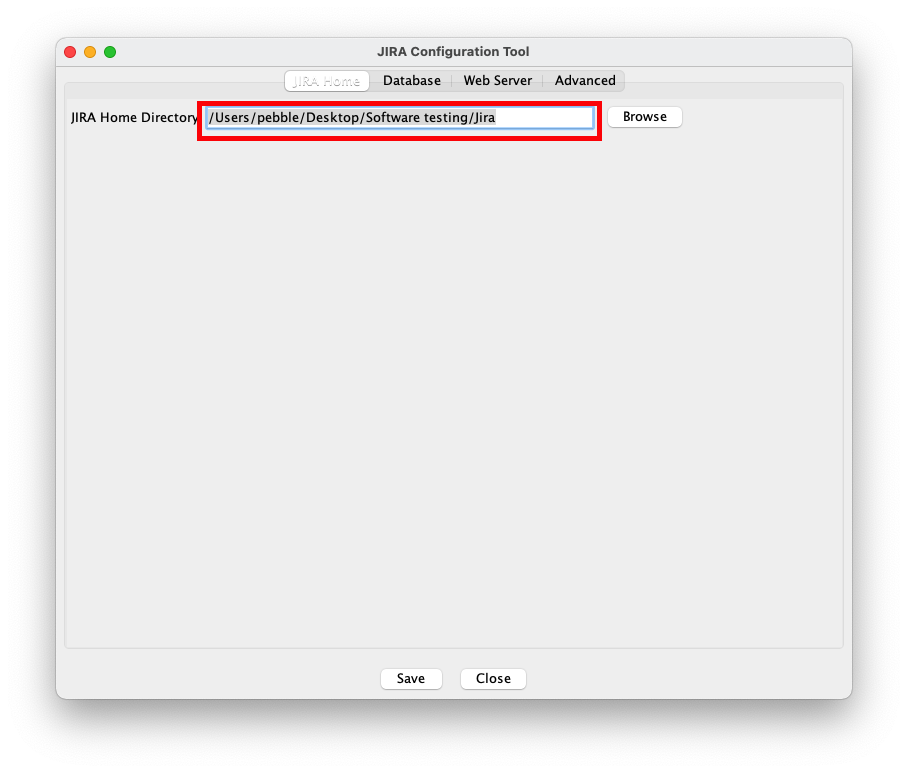 JIRA Configuration Tool
JIRA Home Database Web Server Advanced
JIRA Home Directory /Users/pebble/Desktop/Software testing/Jira Browse
Save Close